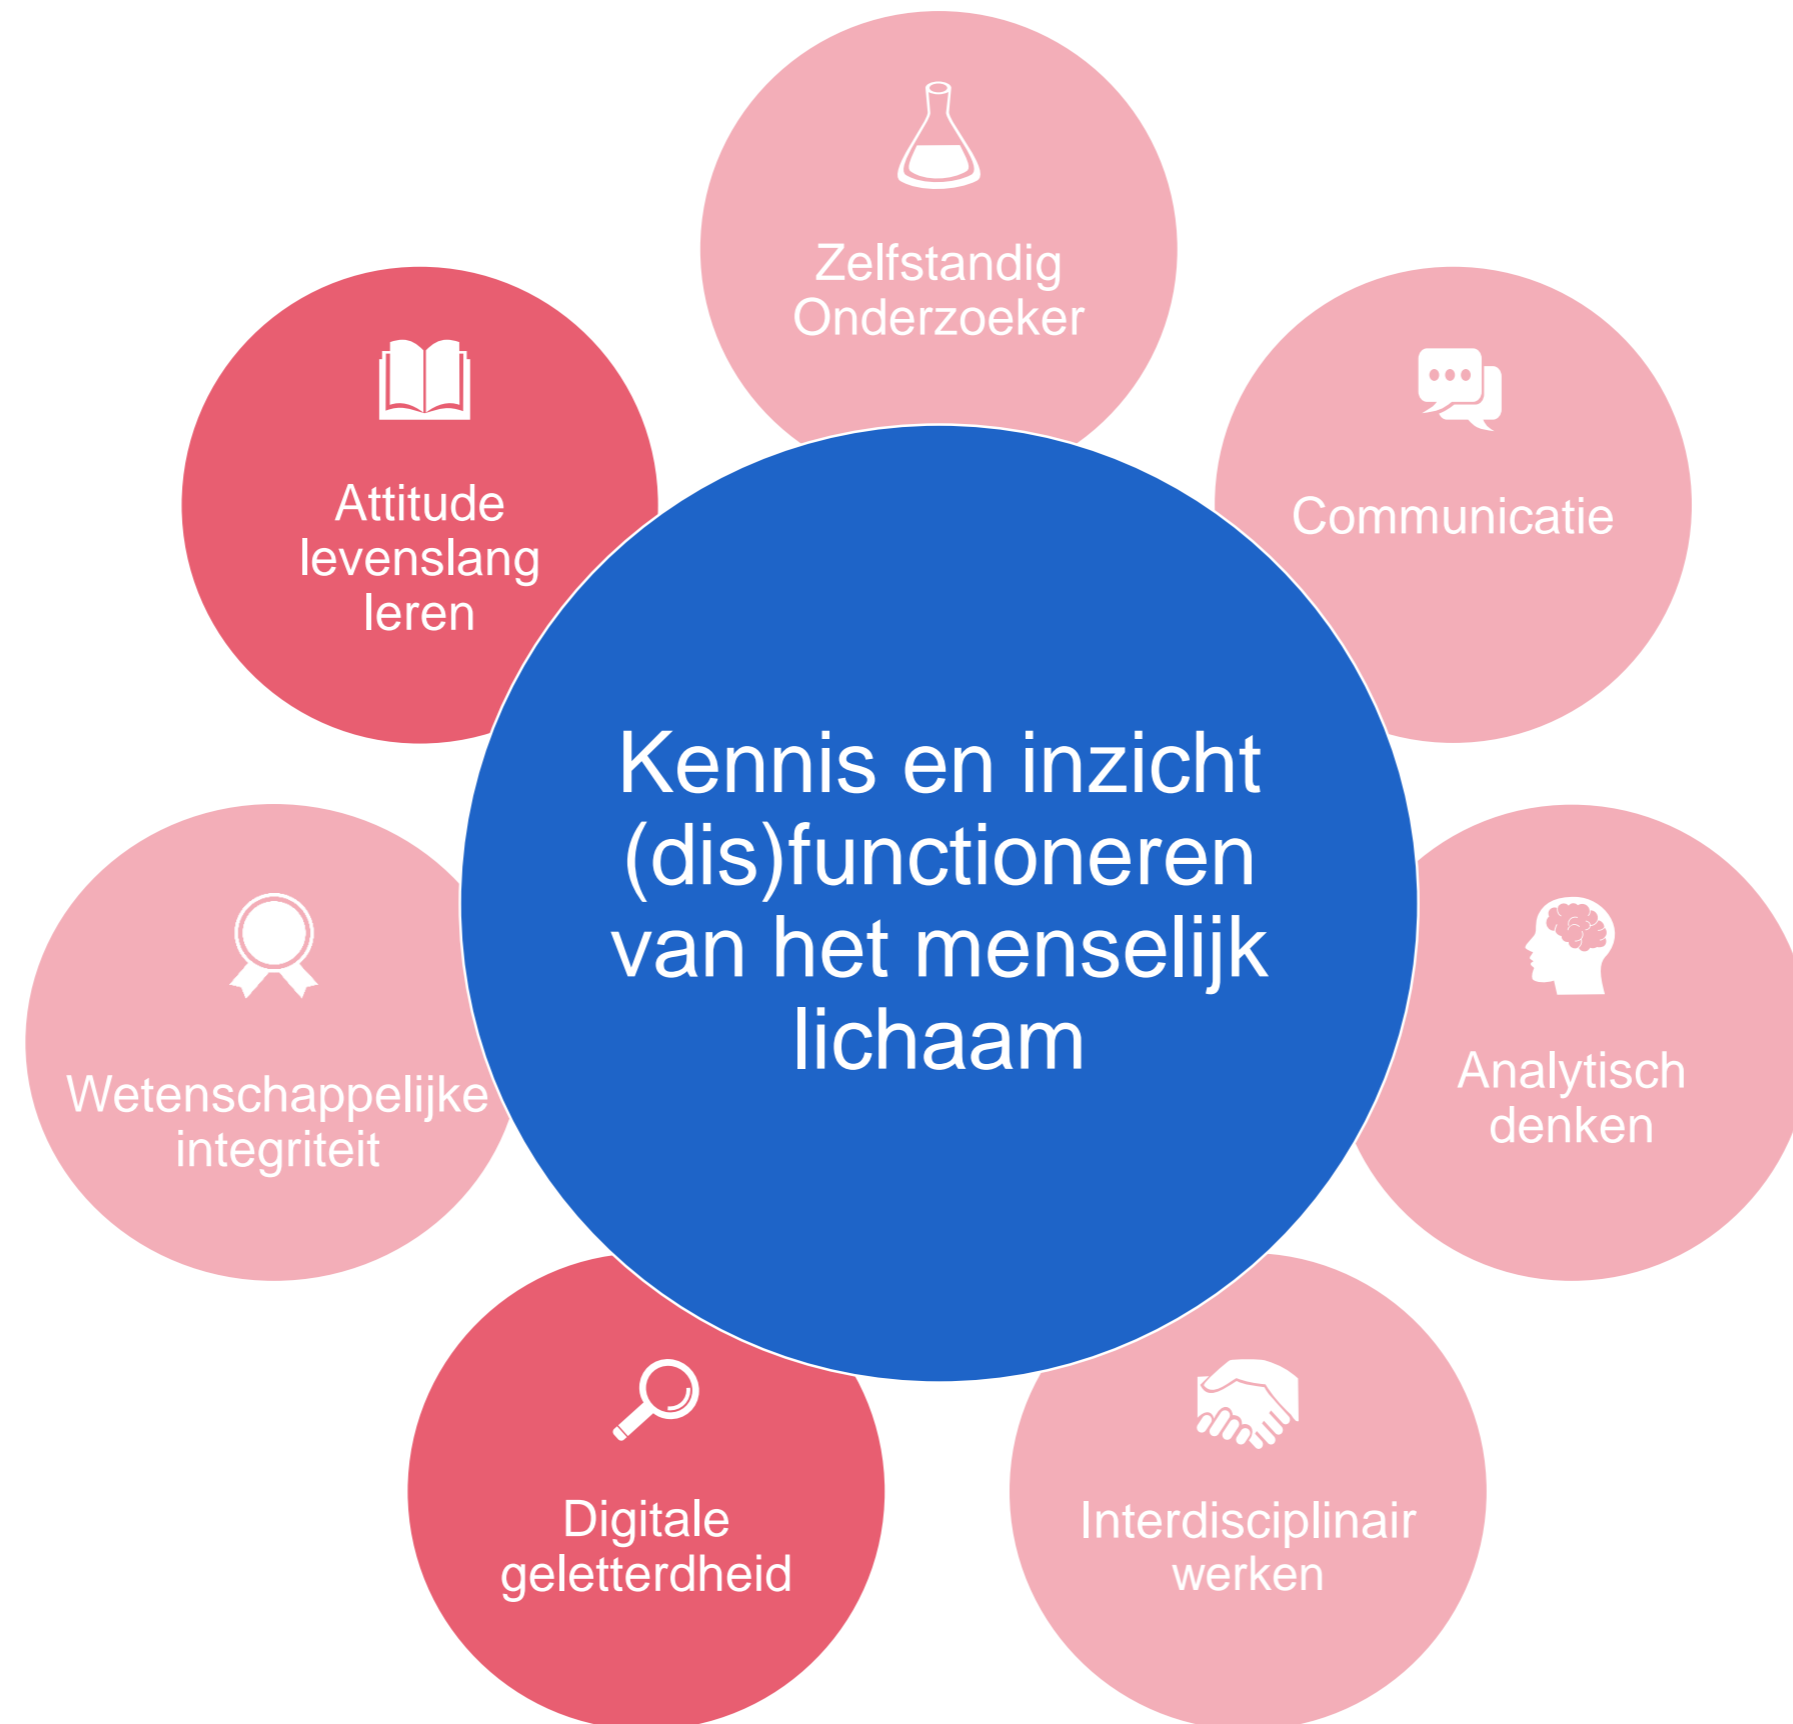 Zelfstandig
Onderzoeker
Attitude
levenslang
leren
Communicatie
Kennis en inzicht
(dis)functioneren
van het menselijk
lichaam
Wetenschappelijke
integriteit
Analytisch
denken
Digitale
geletterdheid
Interdisciplinair
werken